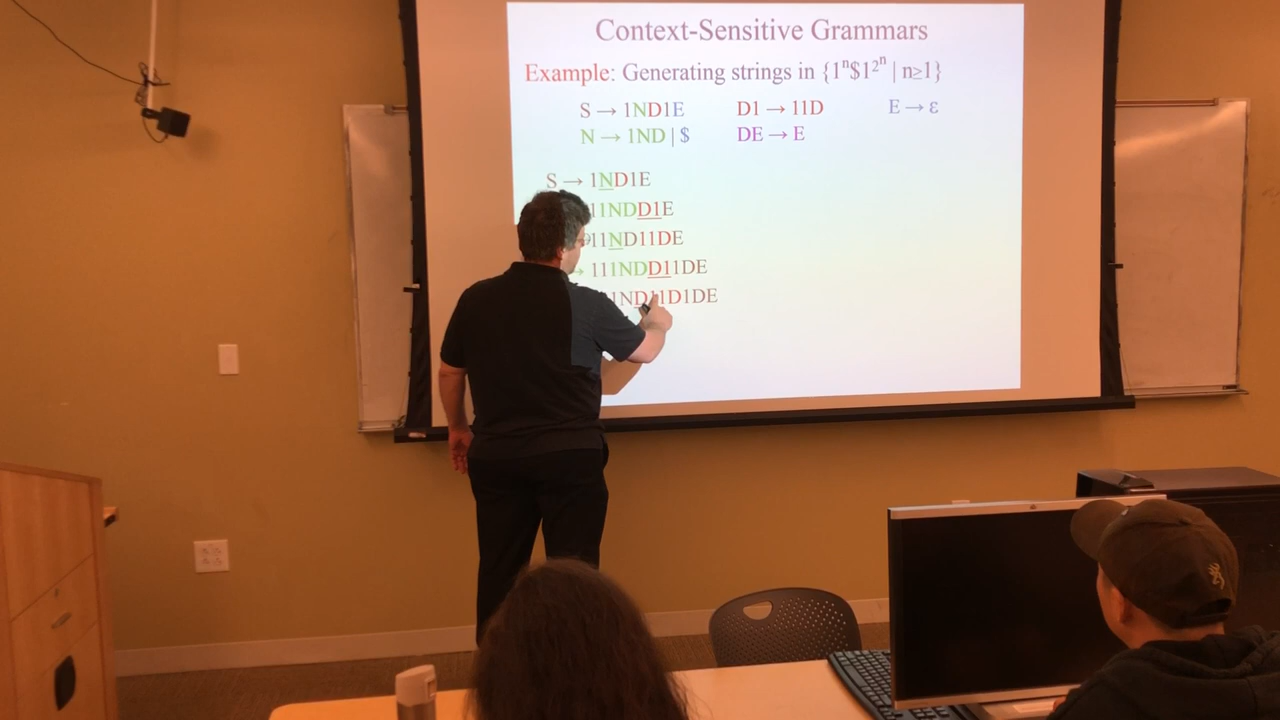 Context-Sensitive Grammars
Example: Generating strings in {1ⁿ$1²ⁿ | n≥1}
S → 1ND1E D1 → 11D E → ε
N → 1ND | $ DE → E
S → 1ND1E
11NDD1E
11ND11DE
→ 111NDD11DE
1ND11D1DE